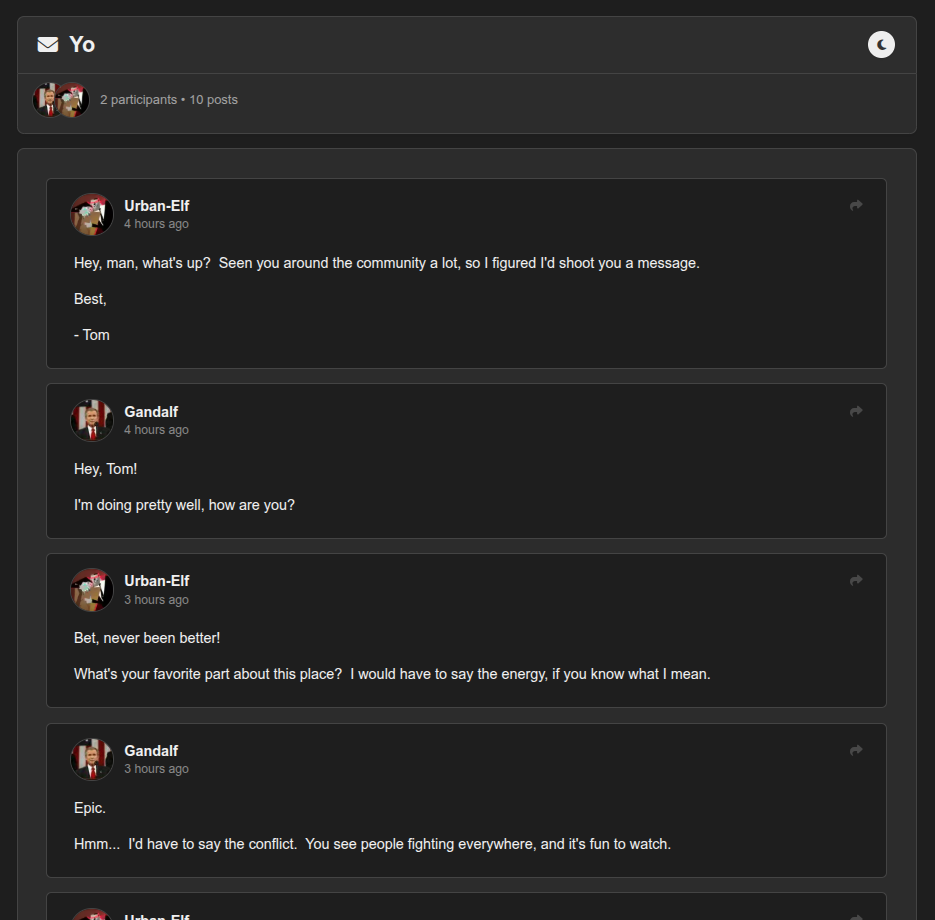 Yo
2 participants • 10 posts
Urban-Elf
4 hours ago
Hey, man, what's up?  Seen you around the community a lot, so I figured I'd shoot you a message.
Best,
- Tom
Gandalf
4 hours ago
Hey, Tom!
I'm doing pretty well, how are you?
Urban-Elf
3 hours ago
Bet, never been better!
What's your favorite part about this place?  I would have to say the energy, if you know what I mean.
Gandalf
3 hours ago
Epic.
Hmm...  I'd have to say the conflict.  You see people fighting everywhere, and it's fun to watch.
Urban-Elf